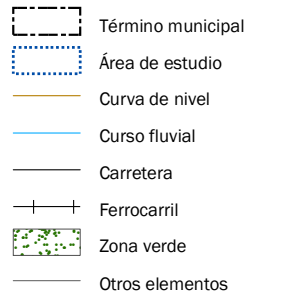 Término municipal
Área de estudio
Curva de nivel
Curso fluvial
Carretera
Ferrocarril
Zona verde
Otros elementos